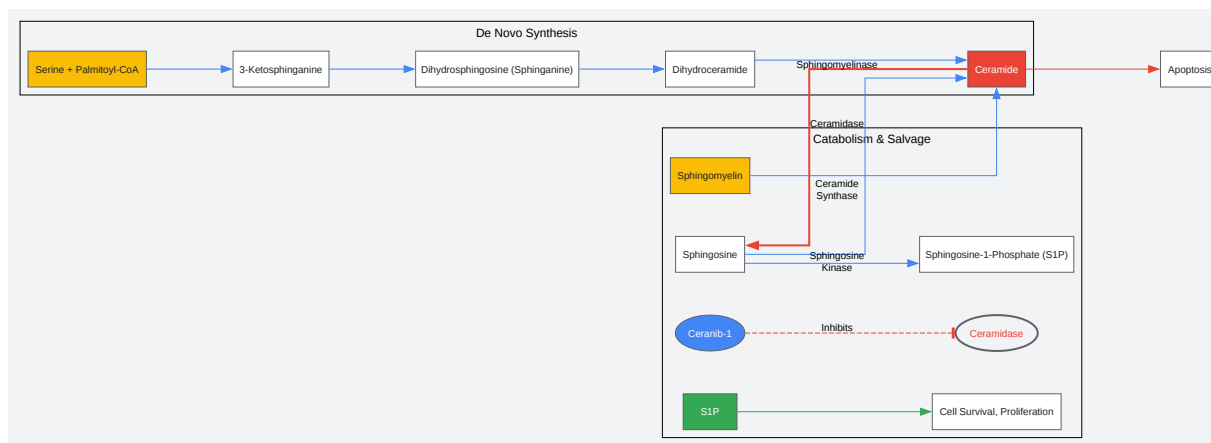 De Novo Synthesis
Serine + Palmitoyl-CoA
3-Ketosphinganine
Dihydrosphingosine (Sphinganine)
Dihydroceramide
Sphingomyelinase
Ceramide
Apoptosis
Ceramidase
Catabolism & Salvage
Sphingomyelin
Ceramide
Synthase
Sphingosine
Sphingosine
Kinase
Sphingosine-1-Phosphate (S1P)
Ceranib-1
Inhibits
Ceramidase
S1P
Cell Survival, Proliferation